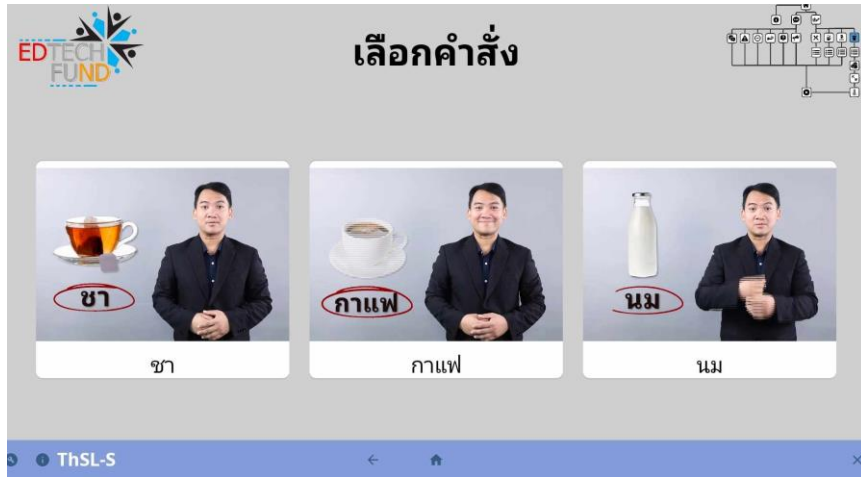 EDTECH
FUND
เลือกคำสั่ง
ชา
กาแฟ
นม
ชา
กาแฟ
นม
ThSL-S